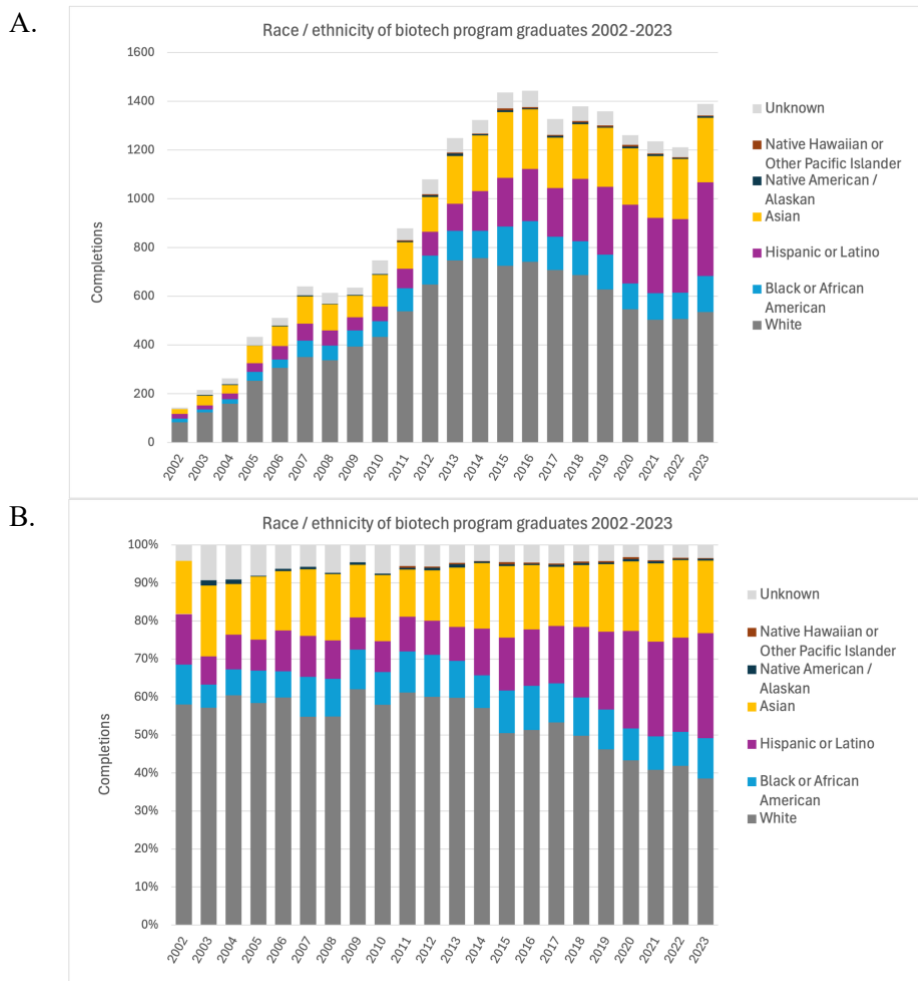 A.
Race / ethnicity of biotech program graduates 2002-2023
1600
1400
1200
1000
800
600
400
200
0
Completions
2002
2003
2004
2005
2006
2007
2008
2009
2010
2011
2012
2013
2014
2015
2016
2017
2018
2019
2020
2021
2022
2023
Unknown
Native Hawaiian or
Other Pacific Islander
Native American /
Alaskan
Asian
Hispanic or Latino
Black or African
American
White
B.
Race / ethnicity of biotech program graduates 2002-2023
100%
90%
80%
70%
60%
50%
40%
30%
20%
10%
0%
Completions
2002
2003
2004
2005
2006
2007
2008
2009
2010
2011
2012
2013
2014
2015
2016
2017
2018
2019
2020
2021
2022
2023
Unknown
Native Hawaiian or
Other Pacific Islander
Native American /
Alaskan
Asian
Hispanic or Latino
Black or African
American
White